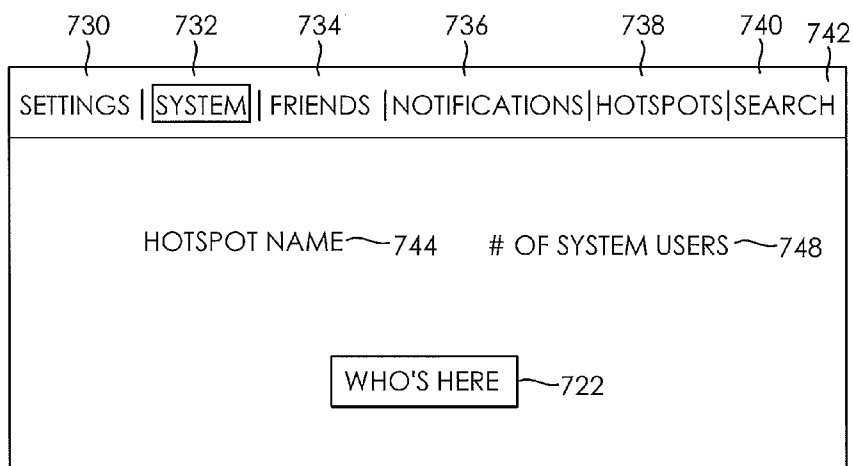 730 732 734 736 738 740 742
SETTINGS | SYSTEM | FRIENDS | NOTIFICATIONS | HOTSPOTS | SEARCH
HOTSPOT NAME 744 # OF SYSTEM USERS 748
WHO'S HERE 722